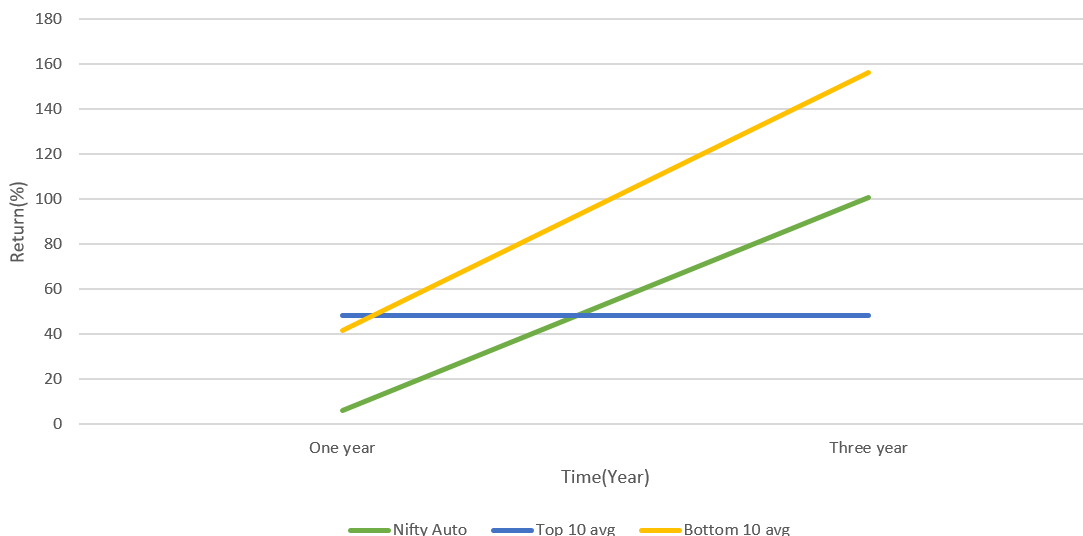 180
160
140
120
100
80
60
40
20
0
Return(%)
One year Three year
Time(Year)
Nifty Auto Top 10 avg Bottom 10 avg